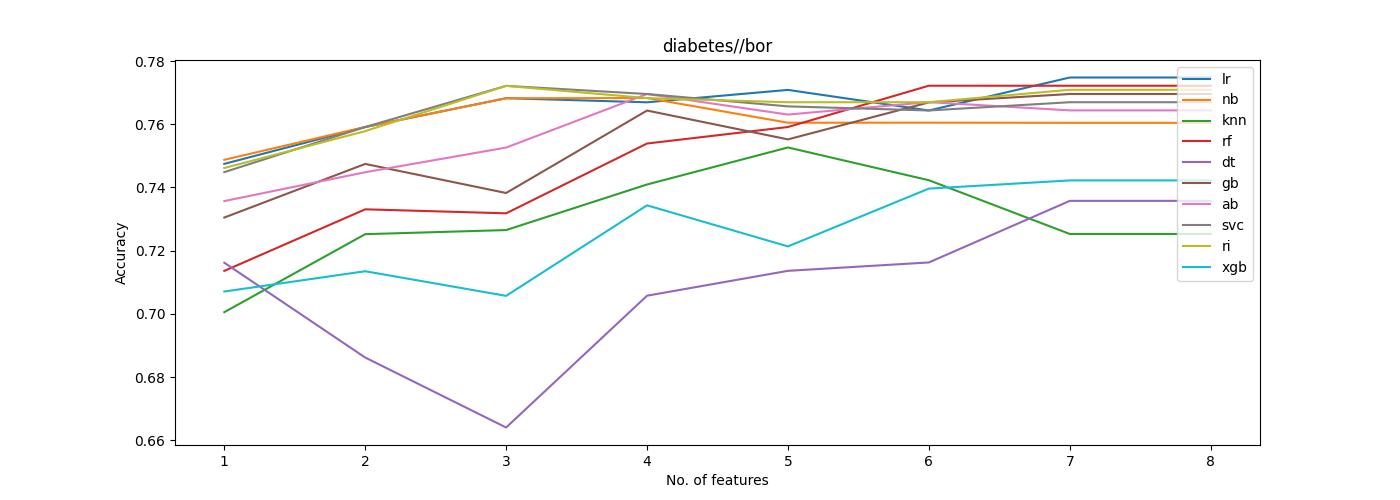 diabetes//bor
0.78
0.76
0.74
0.72
0.70
0.68
0.66
Accuracy
1 2 3 4 5 6 7 8
No. of features
lr
nb
knn
rf
dt
gb
ab
svc
ri
xgb